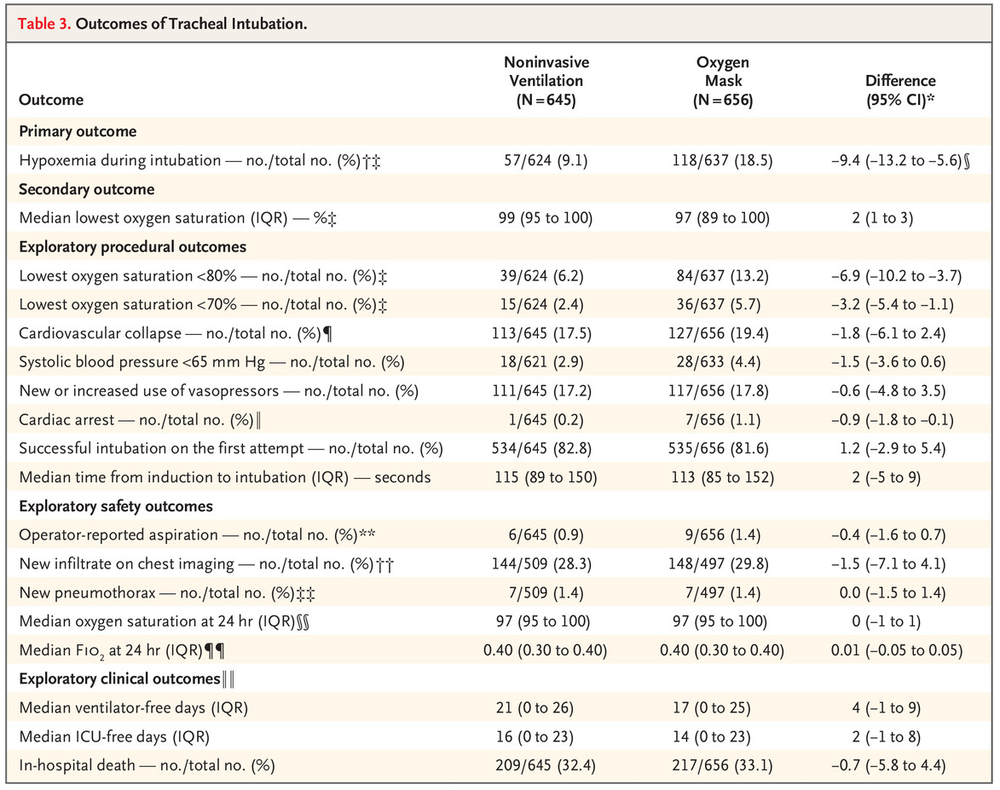 Table 3. Outcomes of Tracheal Intubation.
Outcome Noninvasive Ventilation (N=645) Oxygen Mask (N=656) Difference (95% CI)*
Primary outcome
Hypoxemia during intubation — no./total no. (%)†‡ 57/624 (9.1) 118/637 (18.5) −9.4 (−13.2 to −5.6)§
Secondary outcome
Median lowest oxygen saturation (IQR) — %‡ 99 (95 to 100) 97 (89 to 100) 2 (1 to 3)
Exploratory procedural outcomes
Lowest oxygen saturation <80% — no./total no. (%)‡ 39/624 (6.2) 84/637 (13.2) −6.9 (−10.2 to −3.7)
Lowest oxygen saturation <70% — no./total no. (%)‡ 15/624 (2.4) 36/637 (5.7) −3.2 (−5.4 to −1.1)
Cardiovascular collapse — no./total no. (%)¶ 113/645 (17.5) 127/656 (19.4) −1.8 (−6.1 to 2.4)
Systolic blood pressure <65 mm Hg — no./total no. (%) 18/621 (2.9) 28/633 (4.4) −1.5 (−3.6 to 0.6)
New or increased use of vasopressors — no./total no. (%) 111/645 (17.2) 117/656 (17.8) −0.6 (−4.8 to 3.5)
Cardiac arrest — no./total no. (%)‖ 1/645 (0.2) 7/656 (1.1) −0.9 (−1.8 to −0.1)
Successful intubation on the first attempt — no./total no. (%) 534/645 (82.8) 535/656 (81.6) 1.2 (−2.9 to 5.4)
Median time from induction to intubation (IQR) — seconds 115 (89 to 150) 113 (85 to 152) 2 (−5 to 9)
Exploratory safety outcomes
Operator-reported aspiration — no./total no. (%)** 6/645 (0.9) 9/656 (1.4) −0.4 (−1.6 to 0.7)
New infiltrate on chest imaging — no./total no. (%)†† 144/509 (28.3) 148/497 (29.8) −1.5 (−7.1 to 4.1)
New pneumothorax — no./total no. (%)‡‡ 7/509 (1.4) 7/497 (1.4) 0.0 (−1.5 to 1.4)
Median oxygen saturation at 24 hr (IQR)§§ 97 (95 to 100) 97 (95 to 100) 0 (−1 to 1)
Median FIO₂ at 24 hr (IQR)¶¶ 0.40 (0.30 to 0.40) 0.40 (0.30 to 0.40) 0.01 (−0.05 to 0.05)
Exploratory clinical outcomes‖‖
Median ventilator-free days (IQR) 21 (0 to 26) 17 (0 to 25) 4 (−1 to 9)
Median ICU-free days (IQR) 16 (0 to 23) 14 (0 to 23) 2 (−1 to 8)
In-hospital death — no./total no. (%) 209/645 (32.4) 217/656 (33.1) −0.7 (−5.8 to 4.4)